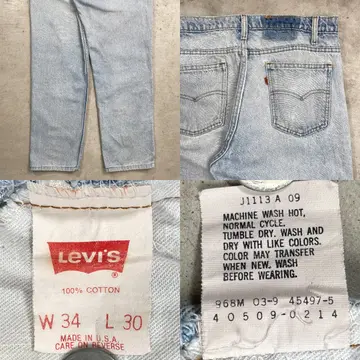 Levi's
100% COTTON
W 34 L 30
MADE IN U.S.A.
CARE ON REVERSE
J1113 A 09
MACHINE WASH HOT,
NORMAL CYCLE.
TUMBLE DRY. WASH AND
DRY WITH LIKE COLORS.
COLOR MAY TRANSFER
WHEN NEW. WASH
BEFORE WEARING.
968M 03-9 45497-5
40509-0214